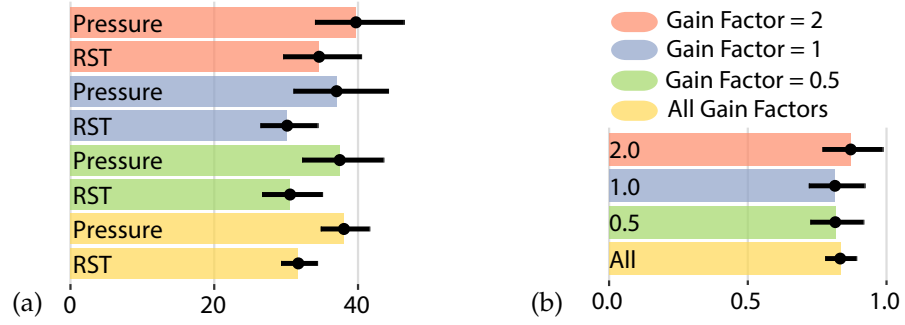 Pressure
RST
Pressure
RST
Pressure
RST
Pressure
RST
0 20 40
(a)
Gain Factor = 2
Gain Factor = 1
Gain Factor = 0.5
All Gain Factors
2.0
1.0
0.5
All
0.0 0.5 1.0
(b)